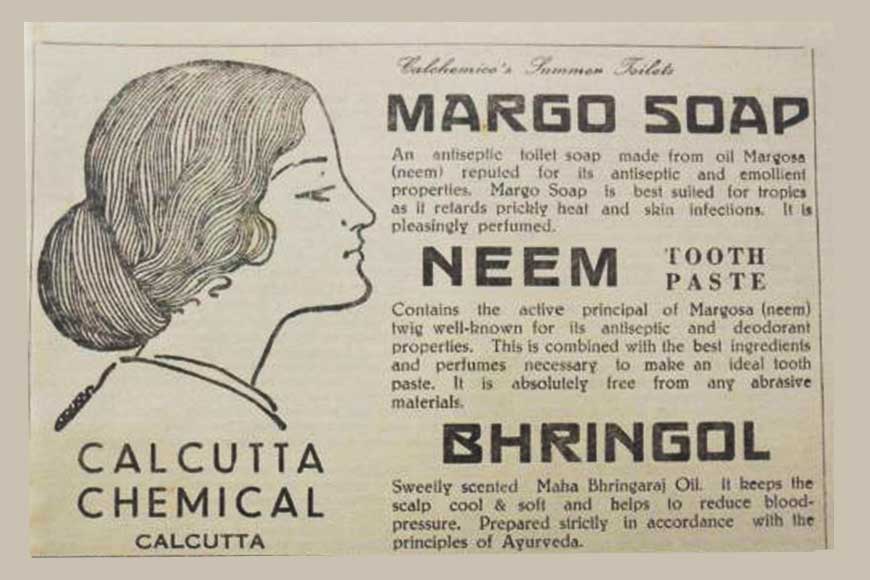 Calchemico's Summer Toilets
MARGO SOAP
An antiseptic toilet soap made from oil Margosa
(neem) reputed for its antiseptic and emollient
properties. Margo Soap is best suited for tropics
as it retards prickly heat and skin infections. It is
pleasingly perfumed.
NEEM TOOTH
PASTE
Contains the active principal of Margosa (neem)
twig well-known for its antiseptic and deodorant
properties. This is combined with the best ingredients
and perfumes necessary to make an ideal tooth
paste. It is absolutely free from any abrasive
materials.
BHRINGOL
Sweetly scented Maha Bhringaraj Oil. It keeps the
scalp cool & soft and helps to reduce blood-
pressure. Prepared strictly in accordance with the
principles of Ayurveda.
CALCUTTA
CHEMICAL
CALCUTTA